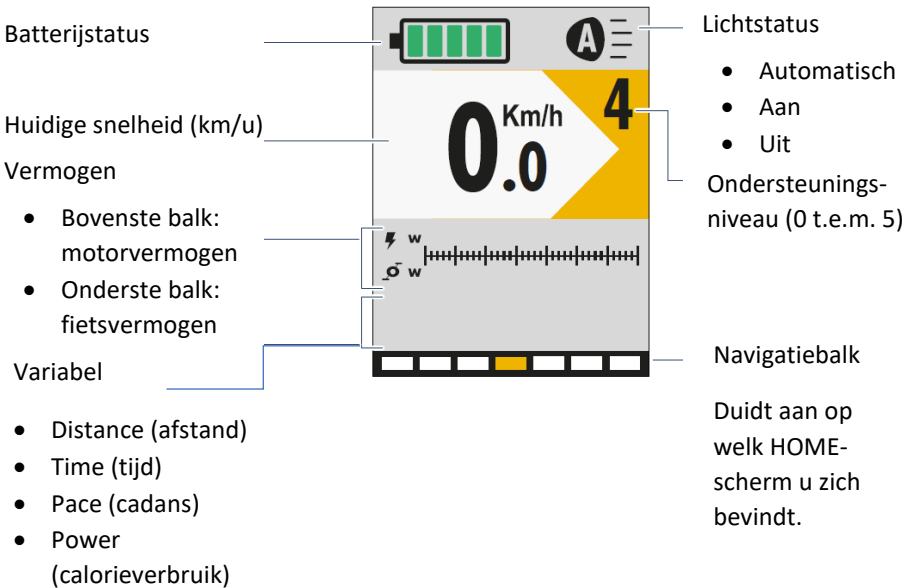 Batterijstatus
Huidige snelheid (km/u)
Vermogen
• Bovenste balk:
motorvermogen
• Onderste balk:
fietsvermogen
Variabel
• Distance (afstand)
• Time (tijd)
• Pace (cadans)
• Power
(calorieverbruik)
A
4
Km/h
0.0
W
W
Lichtstatus
• Automatisch
• Aan
• Uit
Ondersteunings-
niveau (0 t.e.m. 5)
Navigatiebalk
Duidt aan op
welk HOME-
scherm u zich
bevindt.